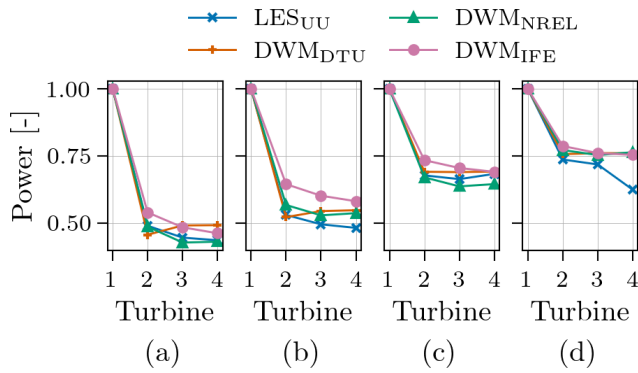 LES_UU DWM_NREL
DWM_DTU DWM_IFE
1.00
0.75
0.50
Power [-]
1 2 3 4 1 2 3 4 1 2 3 4 1 2 3 4
Turbine Turbine Turbine Turbine
(a) (b) (c) (d)